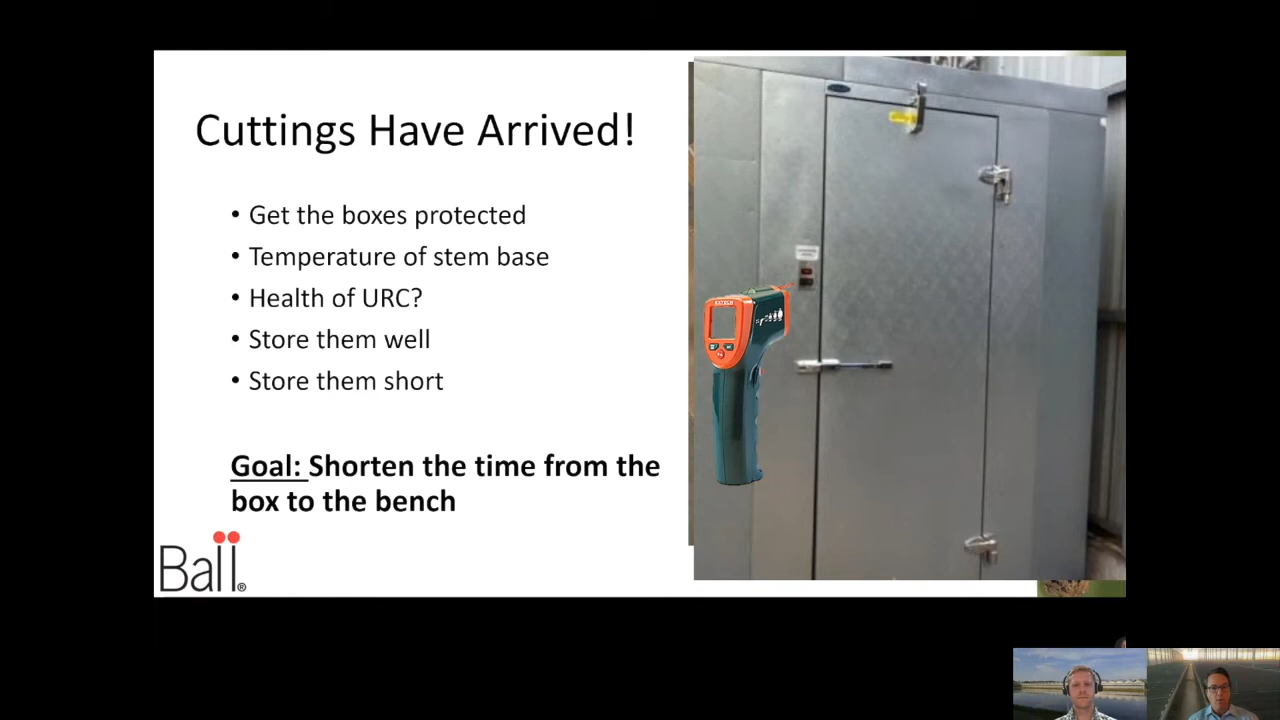 Cuttings Have Arrived!
• Get the boxes protected
• Temperature of stem base
• Health of URC?
• Store them well
• Store them short
Goal: Shorten the time from the
box to the bench
Ball®
EXTECH